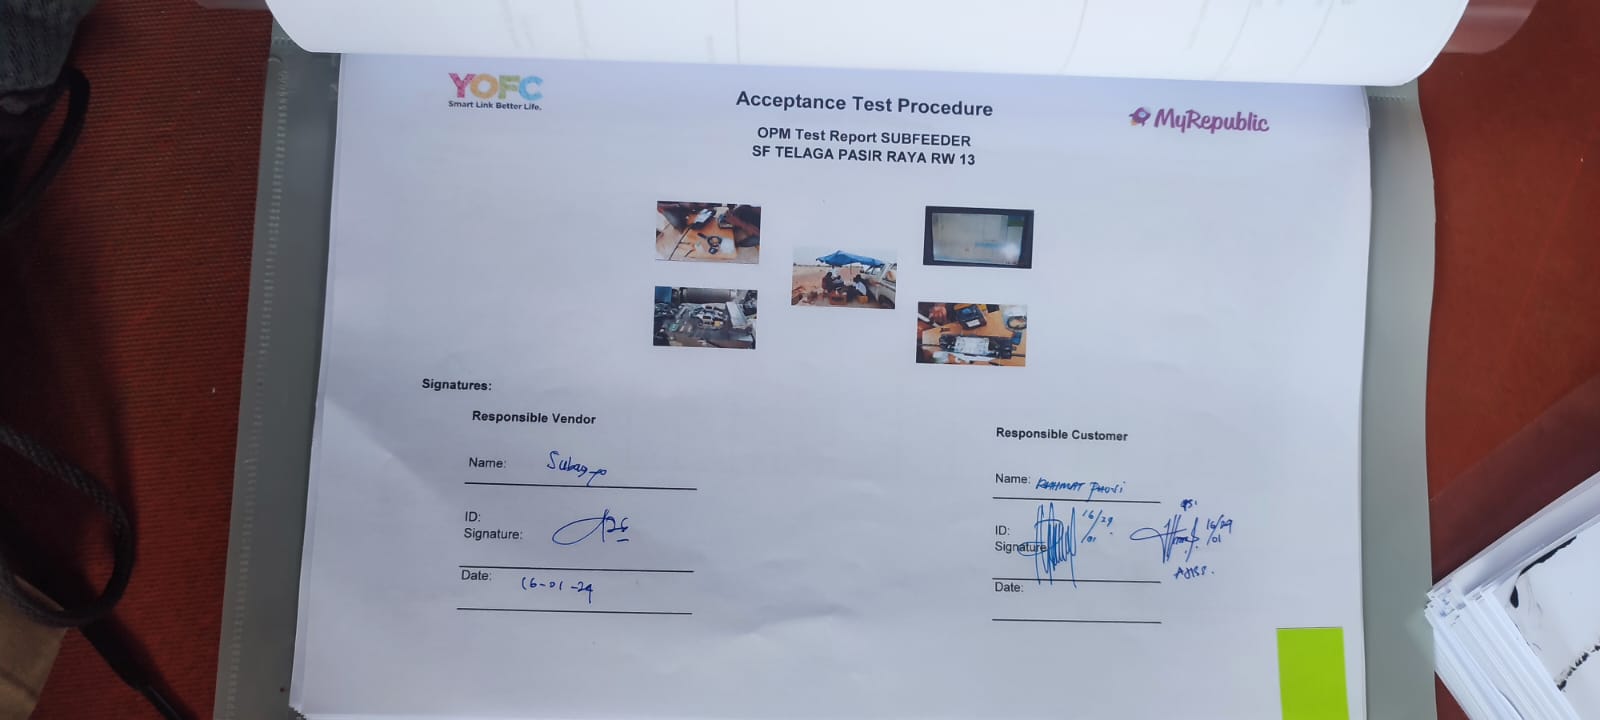 YOFC
Smart Link Better Life.
Acceptance Test Procedure
MyRepublic
OPM Test Report SUBFEEDER
SF TELAGA PASIR RAYA RW 13
Signatures:
Responsible Vendor
Name: Subagyo
ID:
Signature:
Date: 16-01-24
Responsible Customer
Name: RAHMAT
ID:
Signature
16/29
/01
16/29
/01
Date: